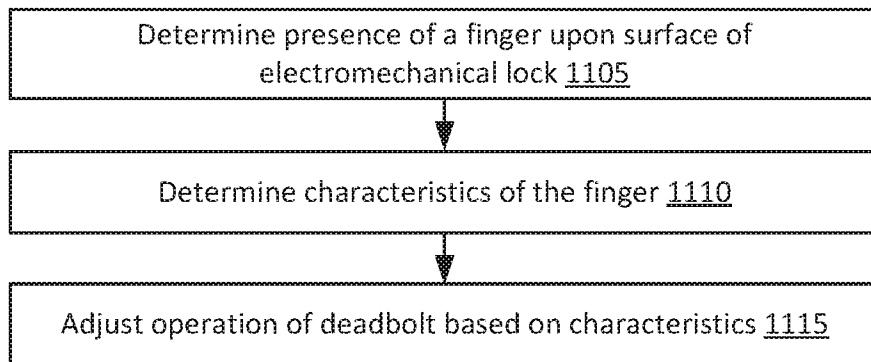 Determine presence of a finger upon surface of
electromechanical lock 1105
Determine characteristics of the finger 1110
Adjust operation of deadbolt based on characteristics 1115